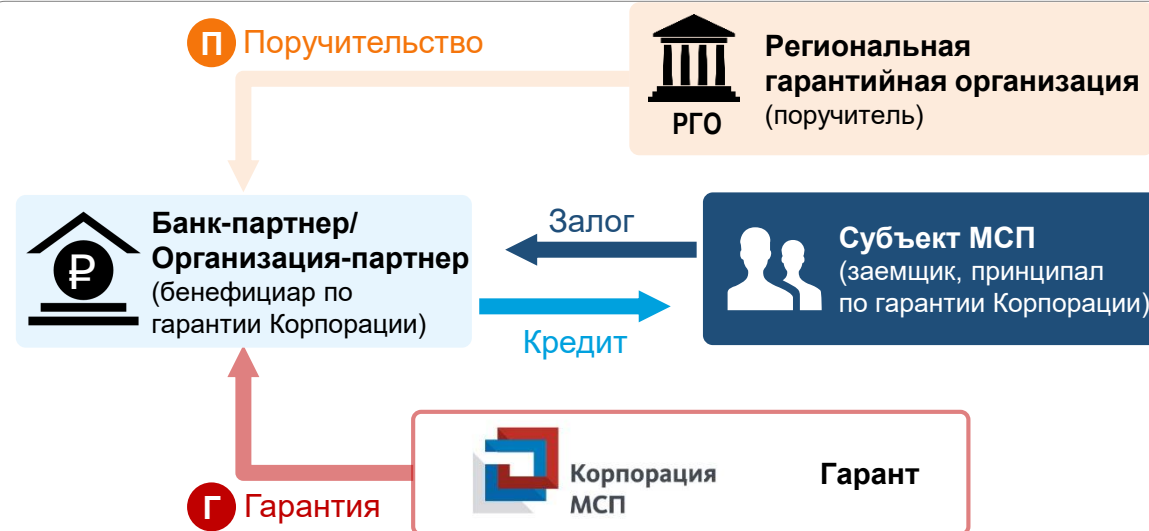 П Поручительство
Региональная
гарантийная организация
(поручитель)
РГО
Банк-партнер/
Организация-партнер
(бенефициар по
гарантии Корпорации)
₽
Залог
Кредит
Субъект МСП
(заемщик, принципал
по гарантии Корпорации)
Корпорация
МСП
Гарант
Г Гарантия